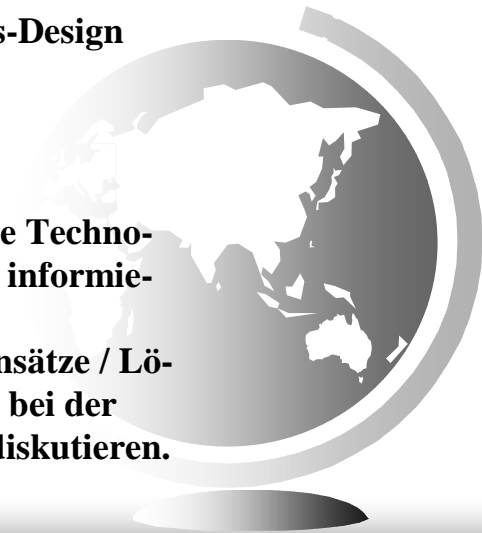 s-Design
e Techno-
informie-
nsätze / Lö-
bei der
diskutieren.